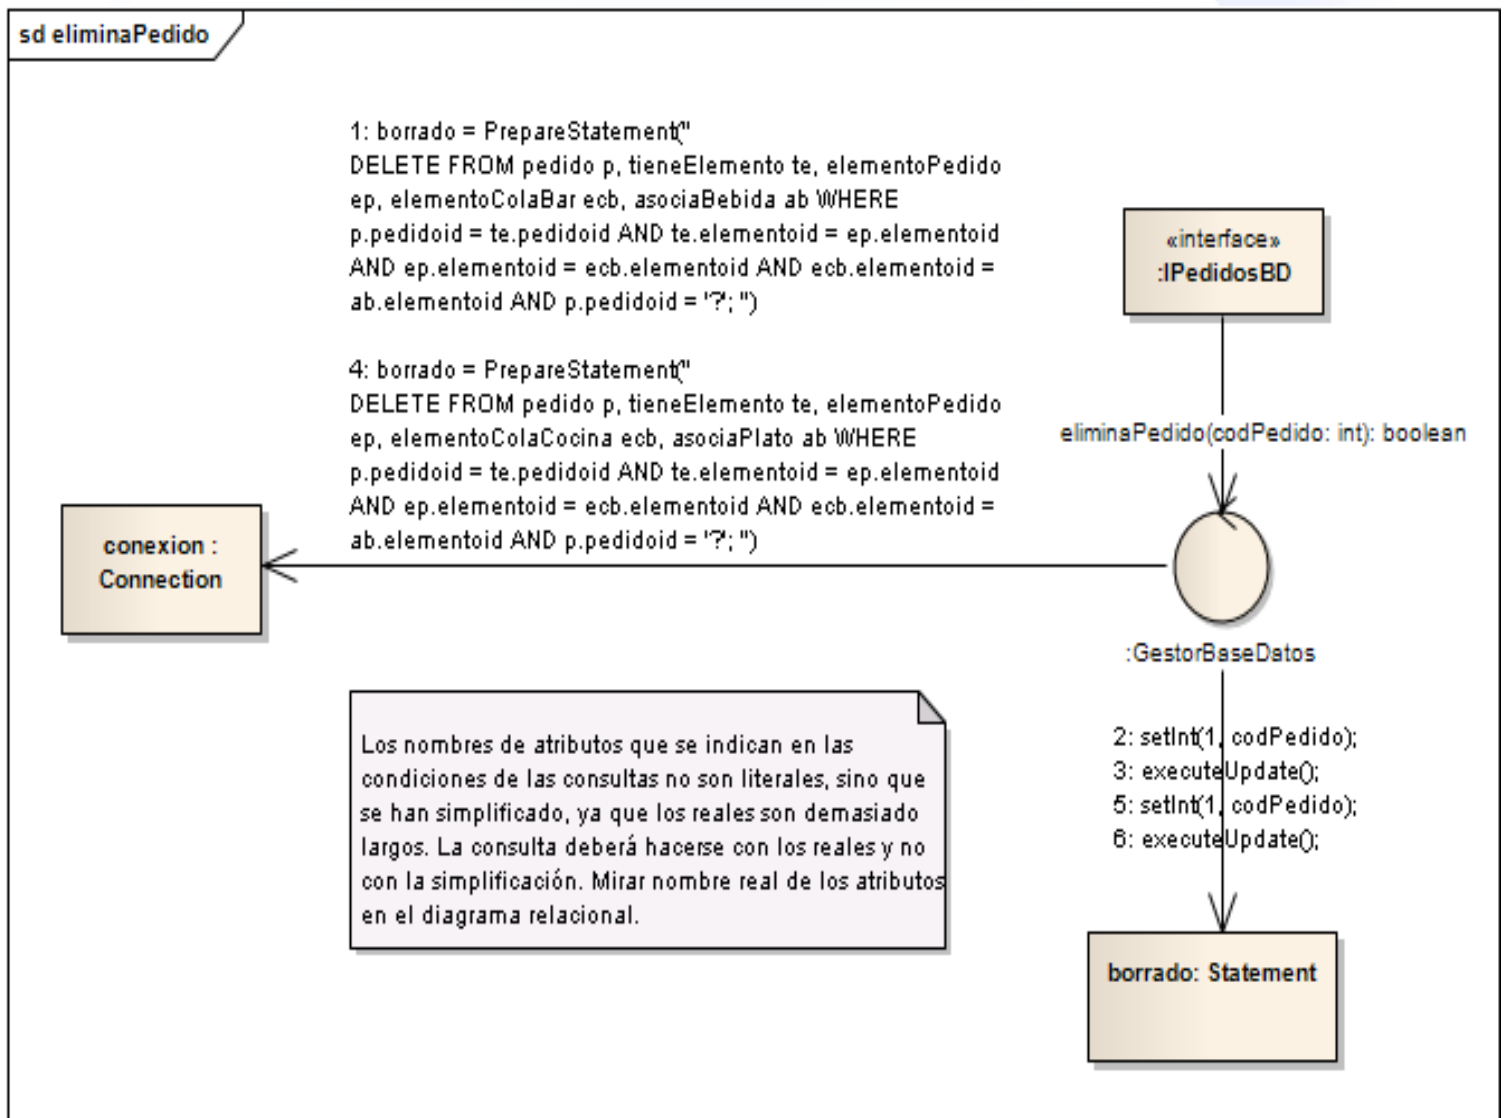 sd eliminaPedido
1: borrado = PrepareStatement("
DELETE FROM pedido p, tieneElemento te, elementoPedido
ep, elementoColaBar ecb, asociaBebida ab WHERE
p.pedidoid = te.pedidoid AND te.elementoid = ep.elementoid
AND ep.elementoid = ecb.elementoid AND ecb.elementoid =
ab.elementoid AND p.pedidoid = '?'; ")
«interface»
:IPedidosBD
4: borrado = PrepareStatement("
DELETE FROM pedido p, tieneElemento te, elementoPedido
ep, elementoColaCocina ecb, asociaPlato ab WHERE
p.pedidoid = te.pedidoid AND te.elementoid = ep.elementoid
AND ep.elementoid = ecb.elementoid AND ecb.elementoid =
ab.elementoid AND p.pedidoid = '?'; ")
eliminaPedido(codPedido: int): boolean
conexion :
Connection
:GestorBaseDatos
2: setInt(1, codPedido);
3: executeUpdate();
5: setInt(1, codPedido);
6: executeUpdate();
Los nombres de atributos que se indican en las
condiciones de las consultas no son literales, sino que
se han simplificado, ya que los reales son demasiado
largos. La consulta deberá hacerse con los reales y no
con la simplificación. Mirar nombre real de los atributos
en el diagrama relacional.
borrado: Statement